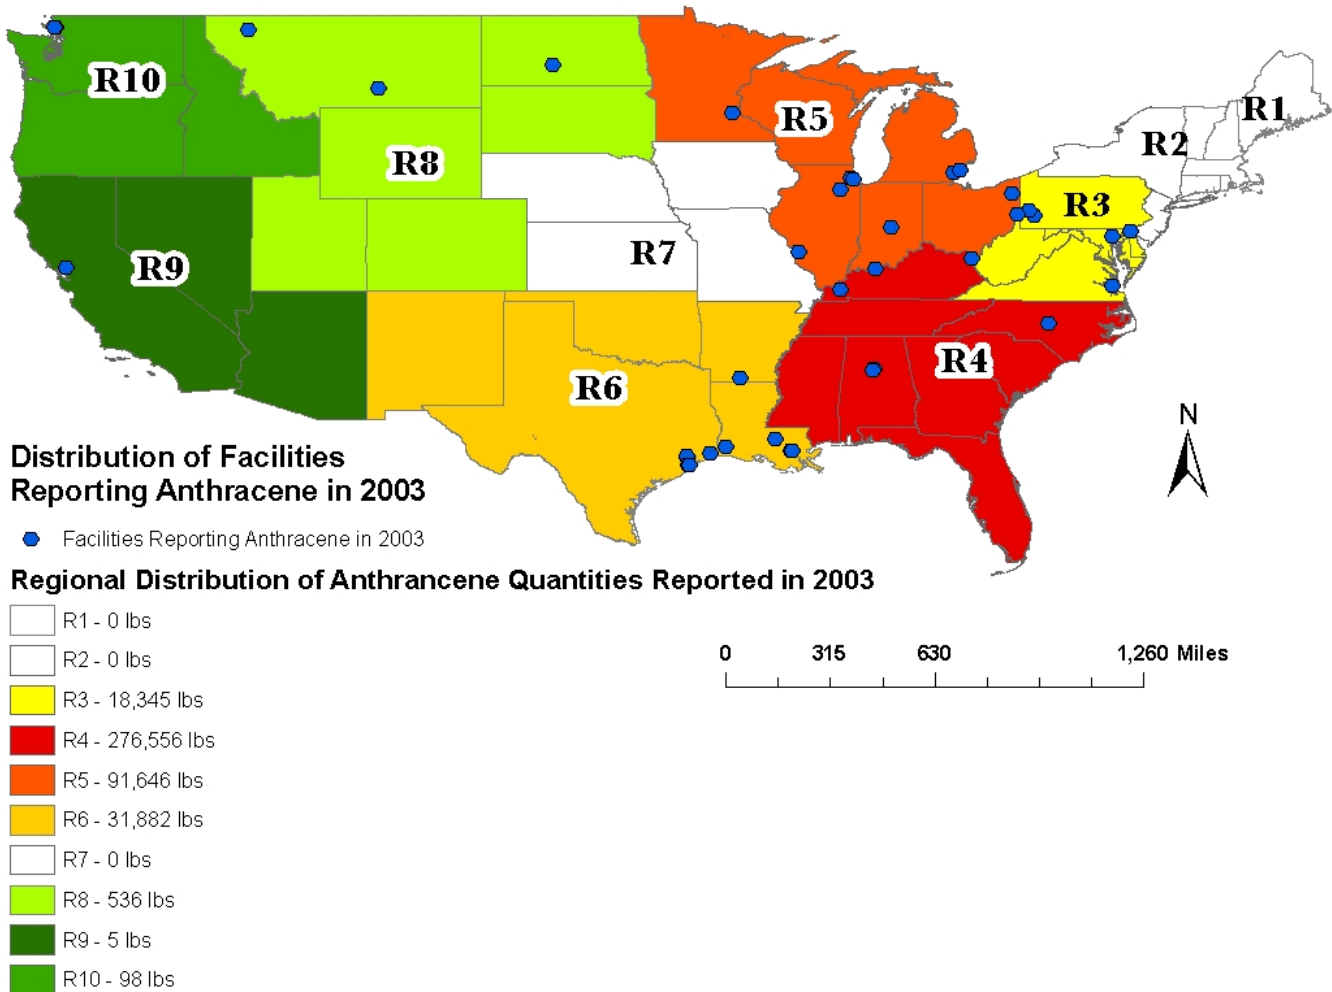 R10
R5
R1
R2
R8
R3
R7
R9
R4
R6
N
Distribution of Facilities
Reporting Anthracene in 2003
Facilities Reporting Anthracene in 2003
Regional Distribution of Anthrancene Quantities Reported in 2003
R1 - 0 lbs
R2 - 0 lbs
R3 - 18,345 lbs
R4 - 276,556 lbs
R5 - 91,646 lbs
R6 - 31,882 lbs
R7 - 0 lbs
R8 - 536 lbs
R9 - 5 lbs
R10 - 98 lbs
0 315 630 1,260 Miles